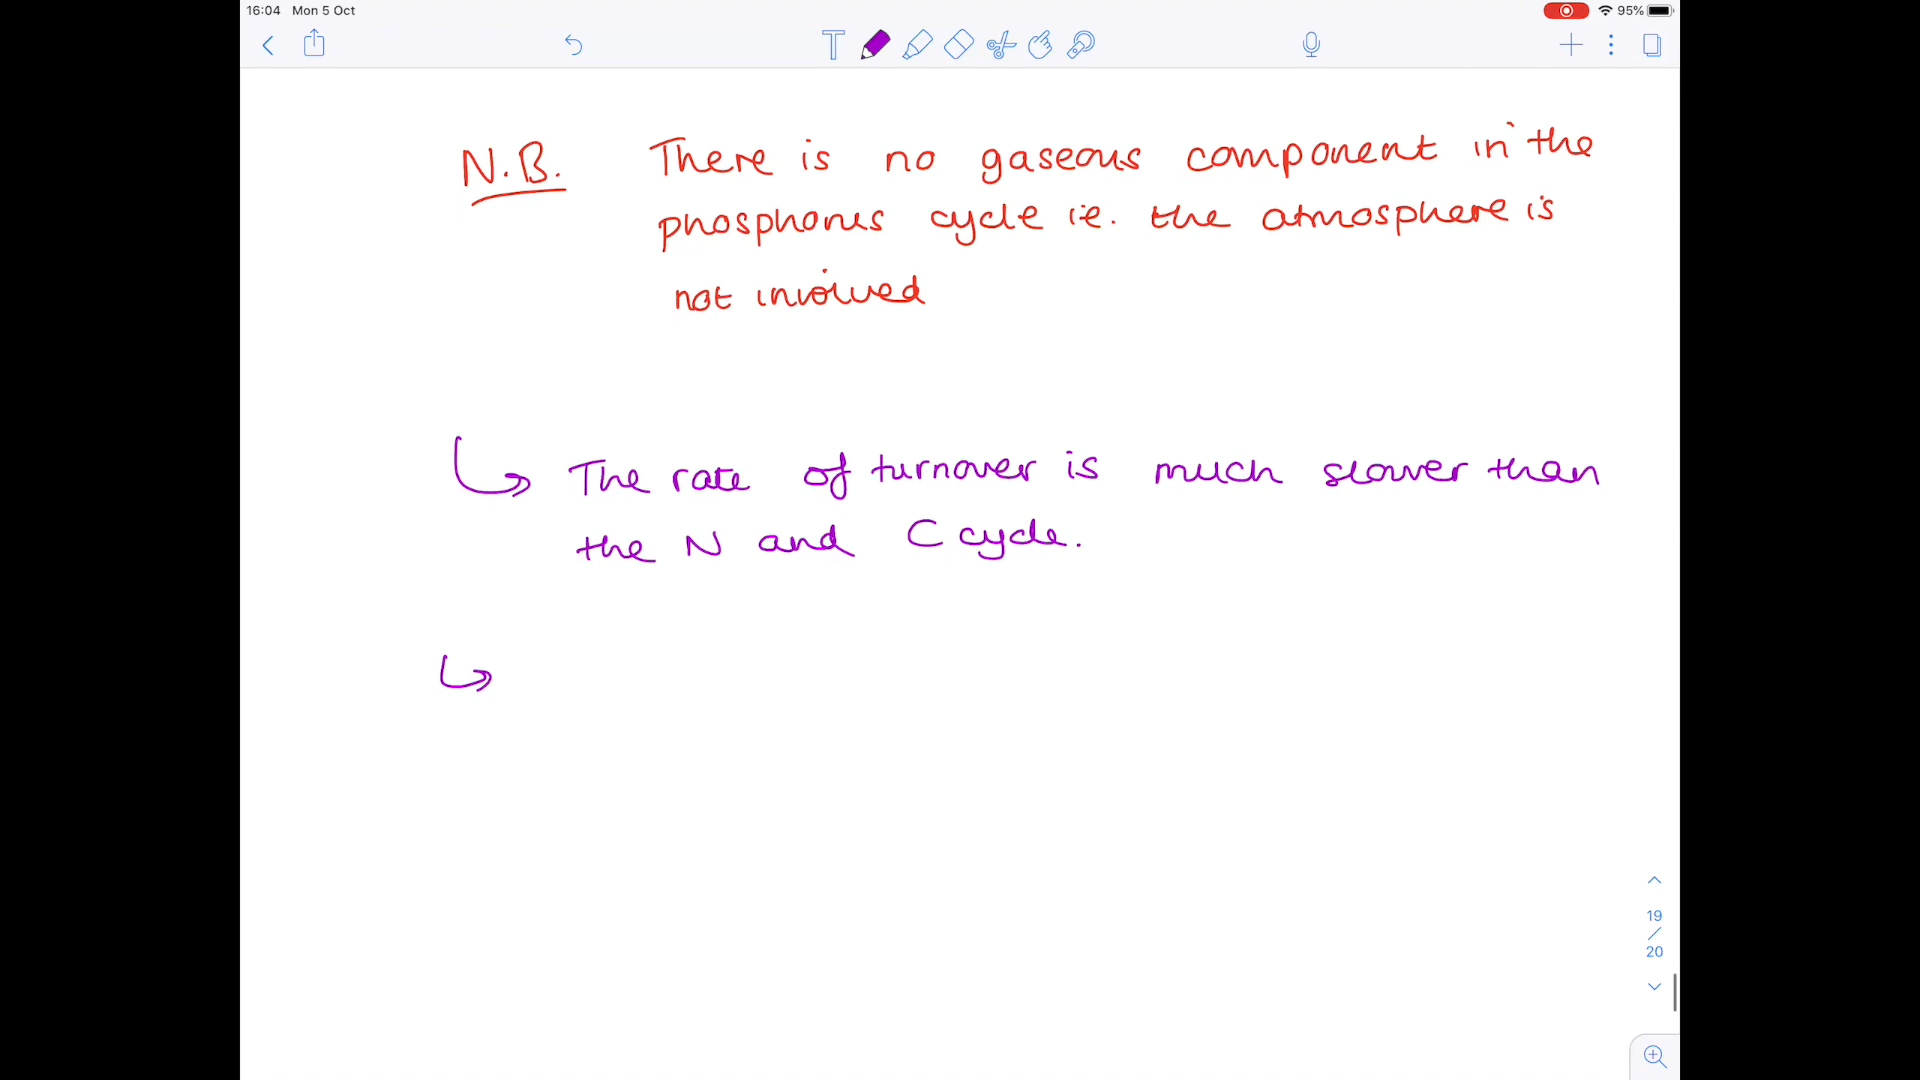 16:04 Mon 5 Oct
95%
T
N.B. There is no gaseous component in the
phosphorus cycle i.e. the atmosphere is
not involved
The rate of turnover is much slower than
the N and C cycle.
19
20